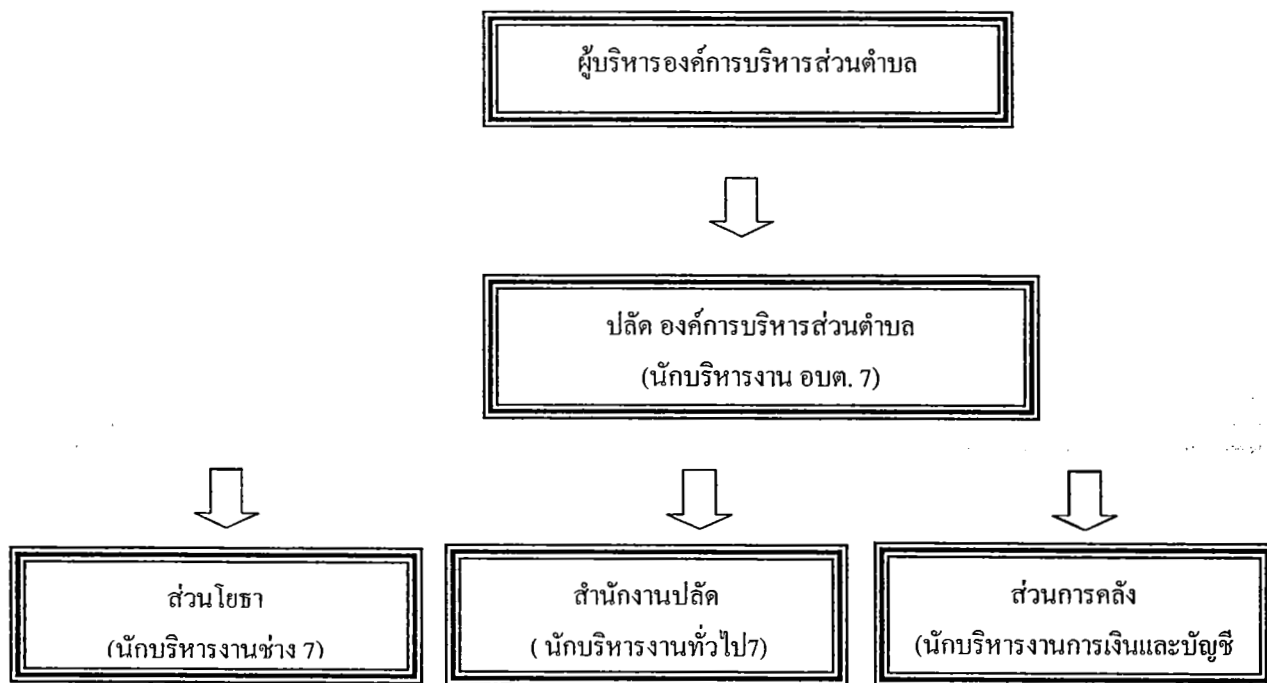 ผู้บริหารองค์การบริหารส่วนตำบล
ปลัด องค์การบริหารส่วนตำบล
(นักบริหารงาน อบต. 7)
ส่วนโยธา
(นักบริหารงานช่าง 7)
สำนักงานปลัด
( นักบริหารงานทั่วไป7)
ส่วนการคลัง
(นักบริหารงานการเงินและบัญชี